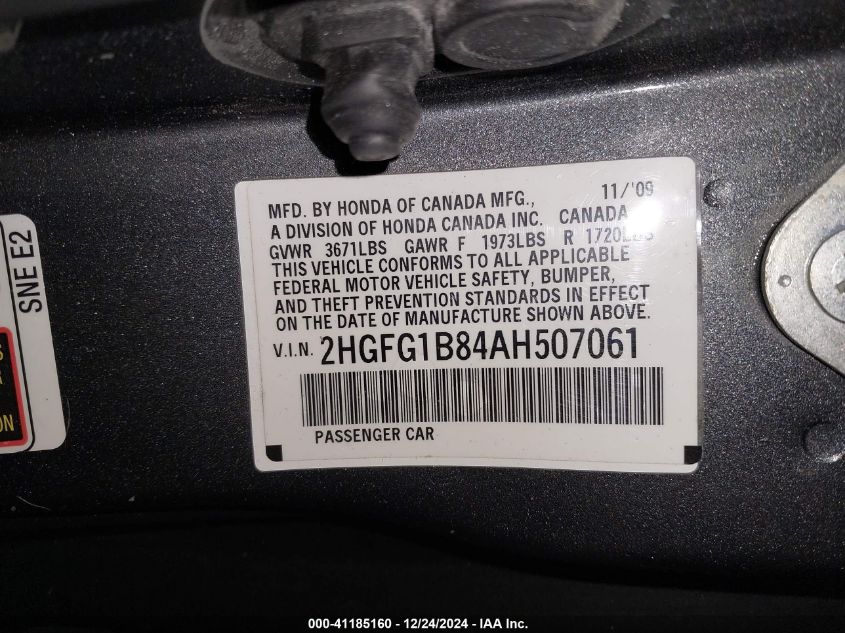 MFD. BY HONDA OF CANADA MFG., 11/'09
A DIVISION OF HONDA CANADA INC. CANADA
GVWR 3671LBS GAWR F 1973LBS R 1720LBS
THIS VEHICLE CONFORMS TO ALL APPLICABLE
FEDERAL MOTOR VEHICLE SAFETY, BUMPER,
AND THEFT PREVENTION STANDARDS IN EFFECT
ON THE DATE OF MANUFACTURE SHOWN ABOVE.
V.I.N. 2HGFG1B84AH507061
PASSENGER CAR
SNE E2
000-41185160 - 12/24/2024 - IAA Inc.